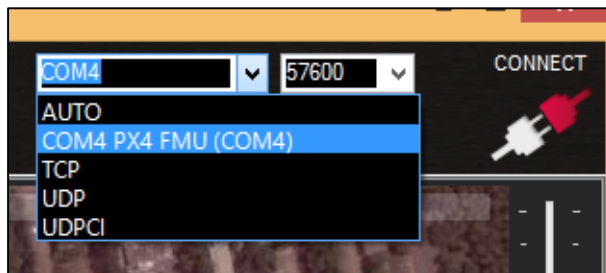 COM4 57600 CONNECT
AUTO
COM4 PX4 FMU (COM4)
TCP
UDP
UDPCI